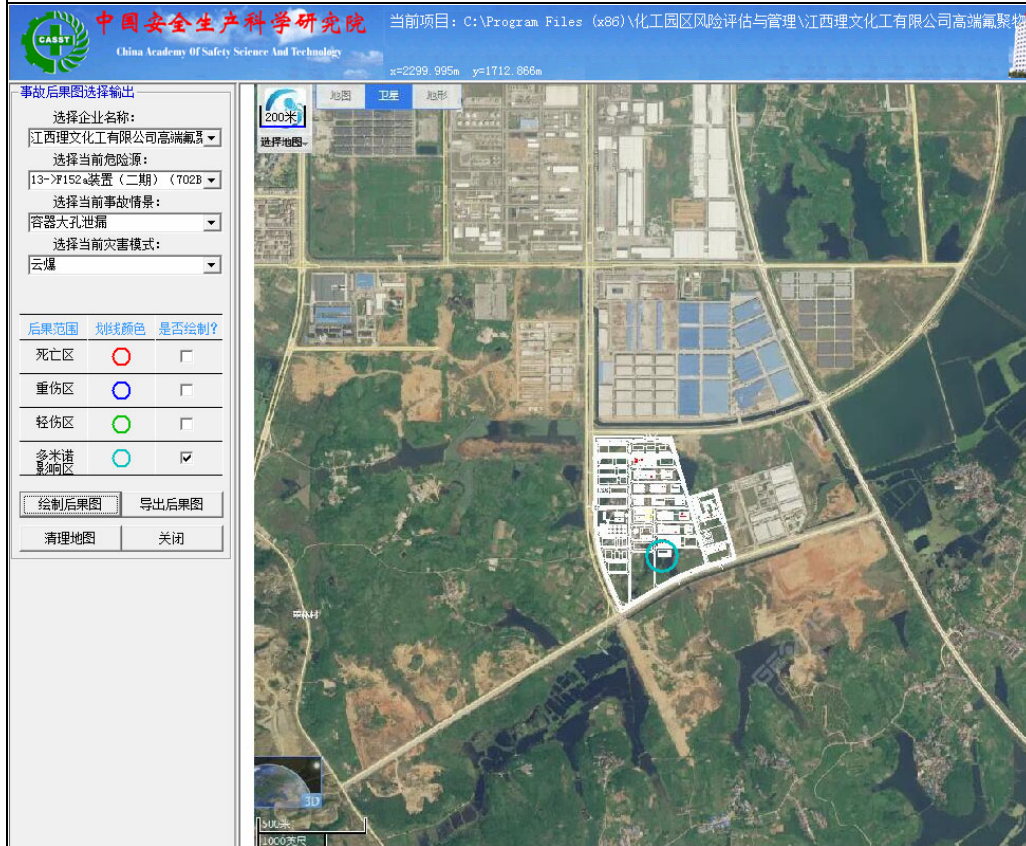 中国安全生产科学研究院
CASST
China Academy Of Safety Science And Technology
当前项目：C:\Program Files (x86)\化工园区风险评估与管理\江西理文化工有限公司高端氟聚物
x=2299.995m y=1712.866m
事故后果图选择输出
选择企业名称：
江西理文化工有限公司高端氟聚
选择当前危险源：
13->F152a装置（二期）（702B
选择当前事故情景：
容器大孔泄漏
选择当前灾害模式：
云爆
后果范围 划线颜色 是否绘制?
死亡区
重伤区
轻伤区
多米诺
影响区
绘制后果图 导出后果图
清理地图 关闭
200米
选择地图
地图 卫星 地形
3D
500米
1000英尺